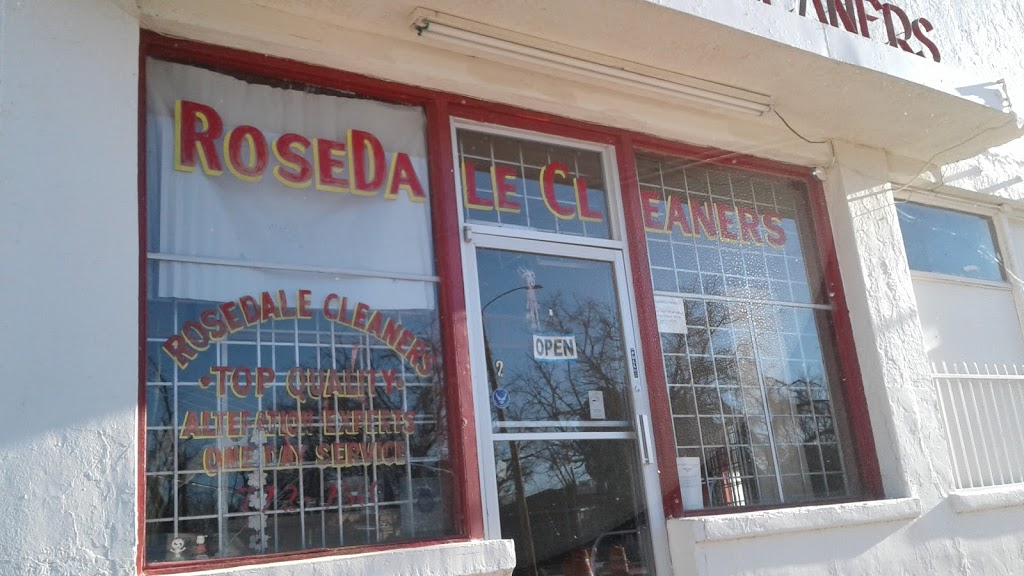 ANERS
ROSEDALE CLEANERS
ROSEDALE CLEANERS
•TOP QUALITY•
ALTERATION EXPERTS
ONE DAY SERVICE
OPEN